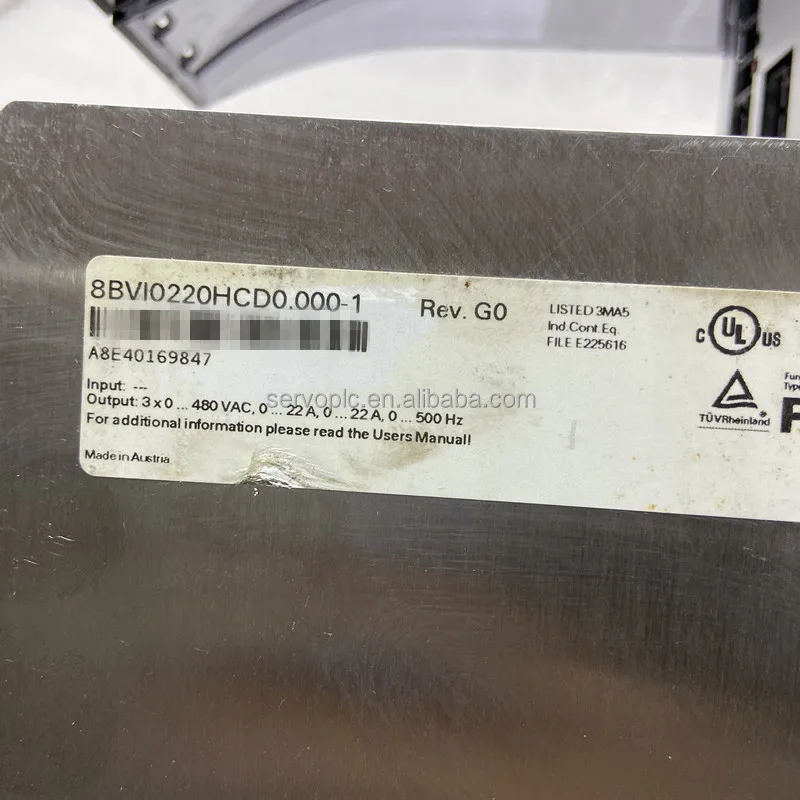 8BVI0220HCD0.000-1
Rev. G0
A8E40169847
Input: ---
Output: 3 x 0 ... 480 VAC, 0 ... 22 A, 0 ... 22 A, 0 ... 500 Hz
For additional information please read the Users Manual!
Made in Austria
LISTED 3MA5
Ind.Cont.Eq.
FILE E225616
c UL US
TÜVRheinland
servoplc.en.alibaba.com